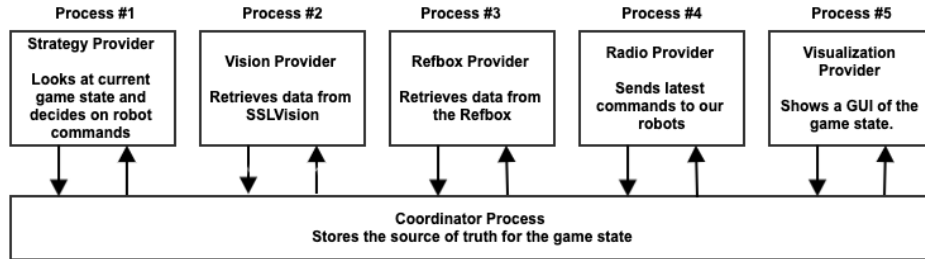 Process #1
Process #2
Process #3
Process #4
Process #5
Strategy Provider
Looks at current
game state and
decides on robot
commands
Vision Provider
Retrieves data from
SSLVision
Refbox Provider
Retrieves data from
the Refbox
Radio Provider
Sends latest
commands to our
robots
Visualization
Provider
Shows a GUI of the
game state.
Coordinator Process
Stores the source of truth for the game state